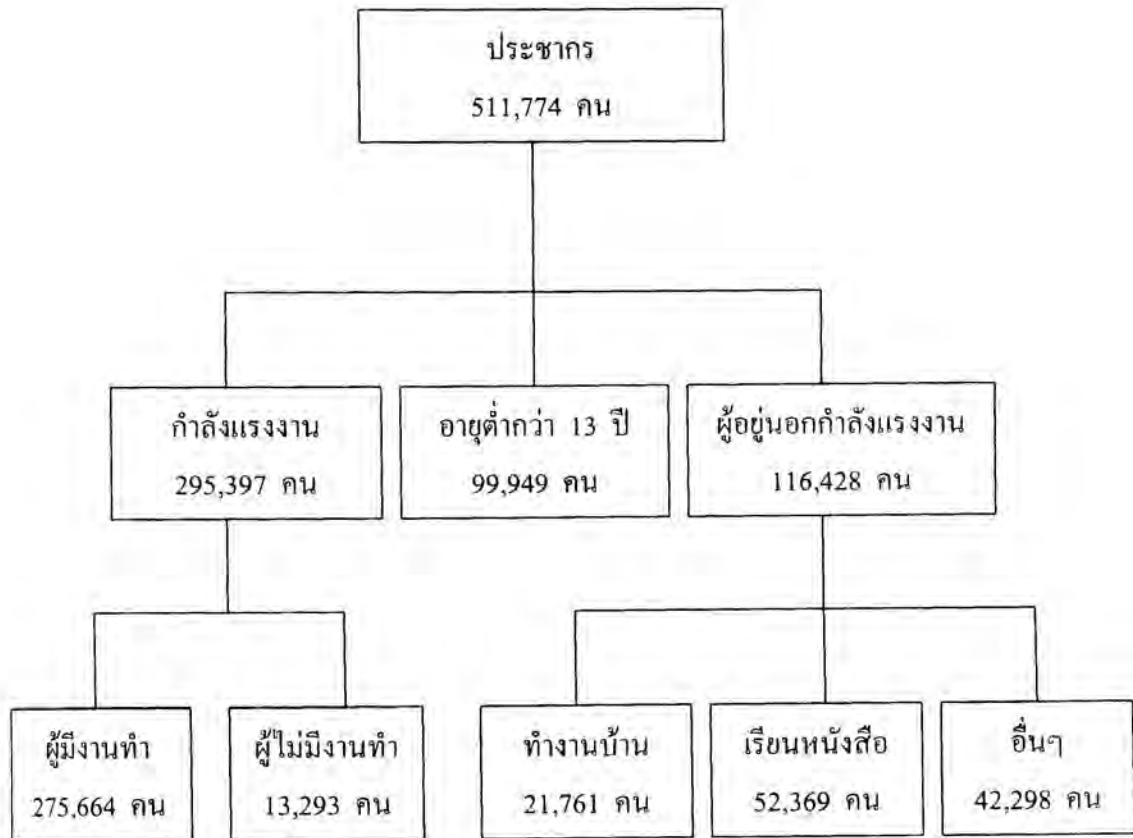 ประชากร
511,774 คน
กำลังแรงงาน
295,397 คน
อายุต่ำกว่า 13 ปี
99,949 คน
ผู้อยู่นอกกำลังแรงงาน
116,428 คน
ผู้มีงานทำ
275,664 คน
ผู้ไม่มีงานทำ
13,293 คน
ทำงานบ้าน
21,761 คน
เรียนหนังสือ
52,369 คน
อื่นๆ
42,298 คน